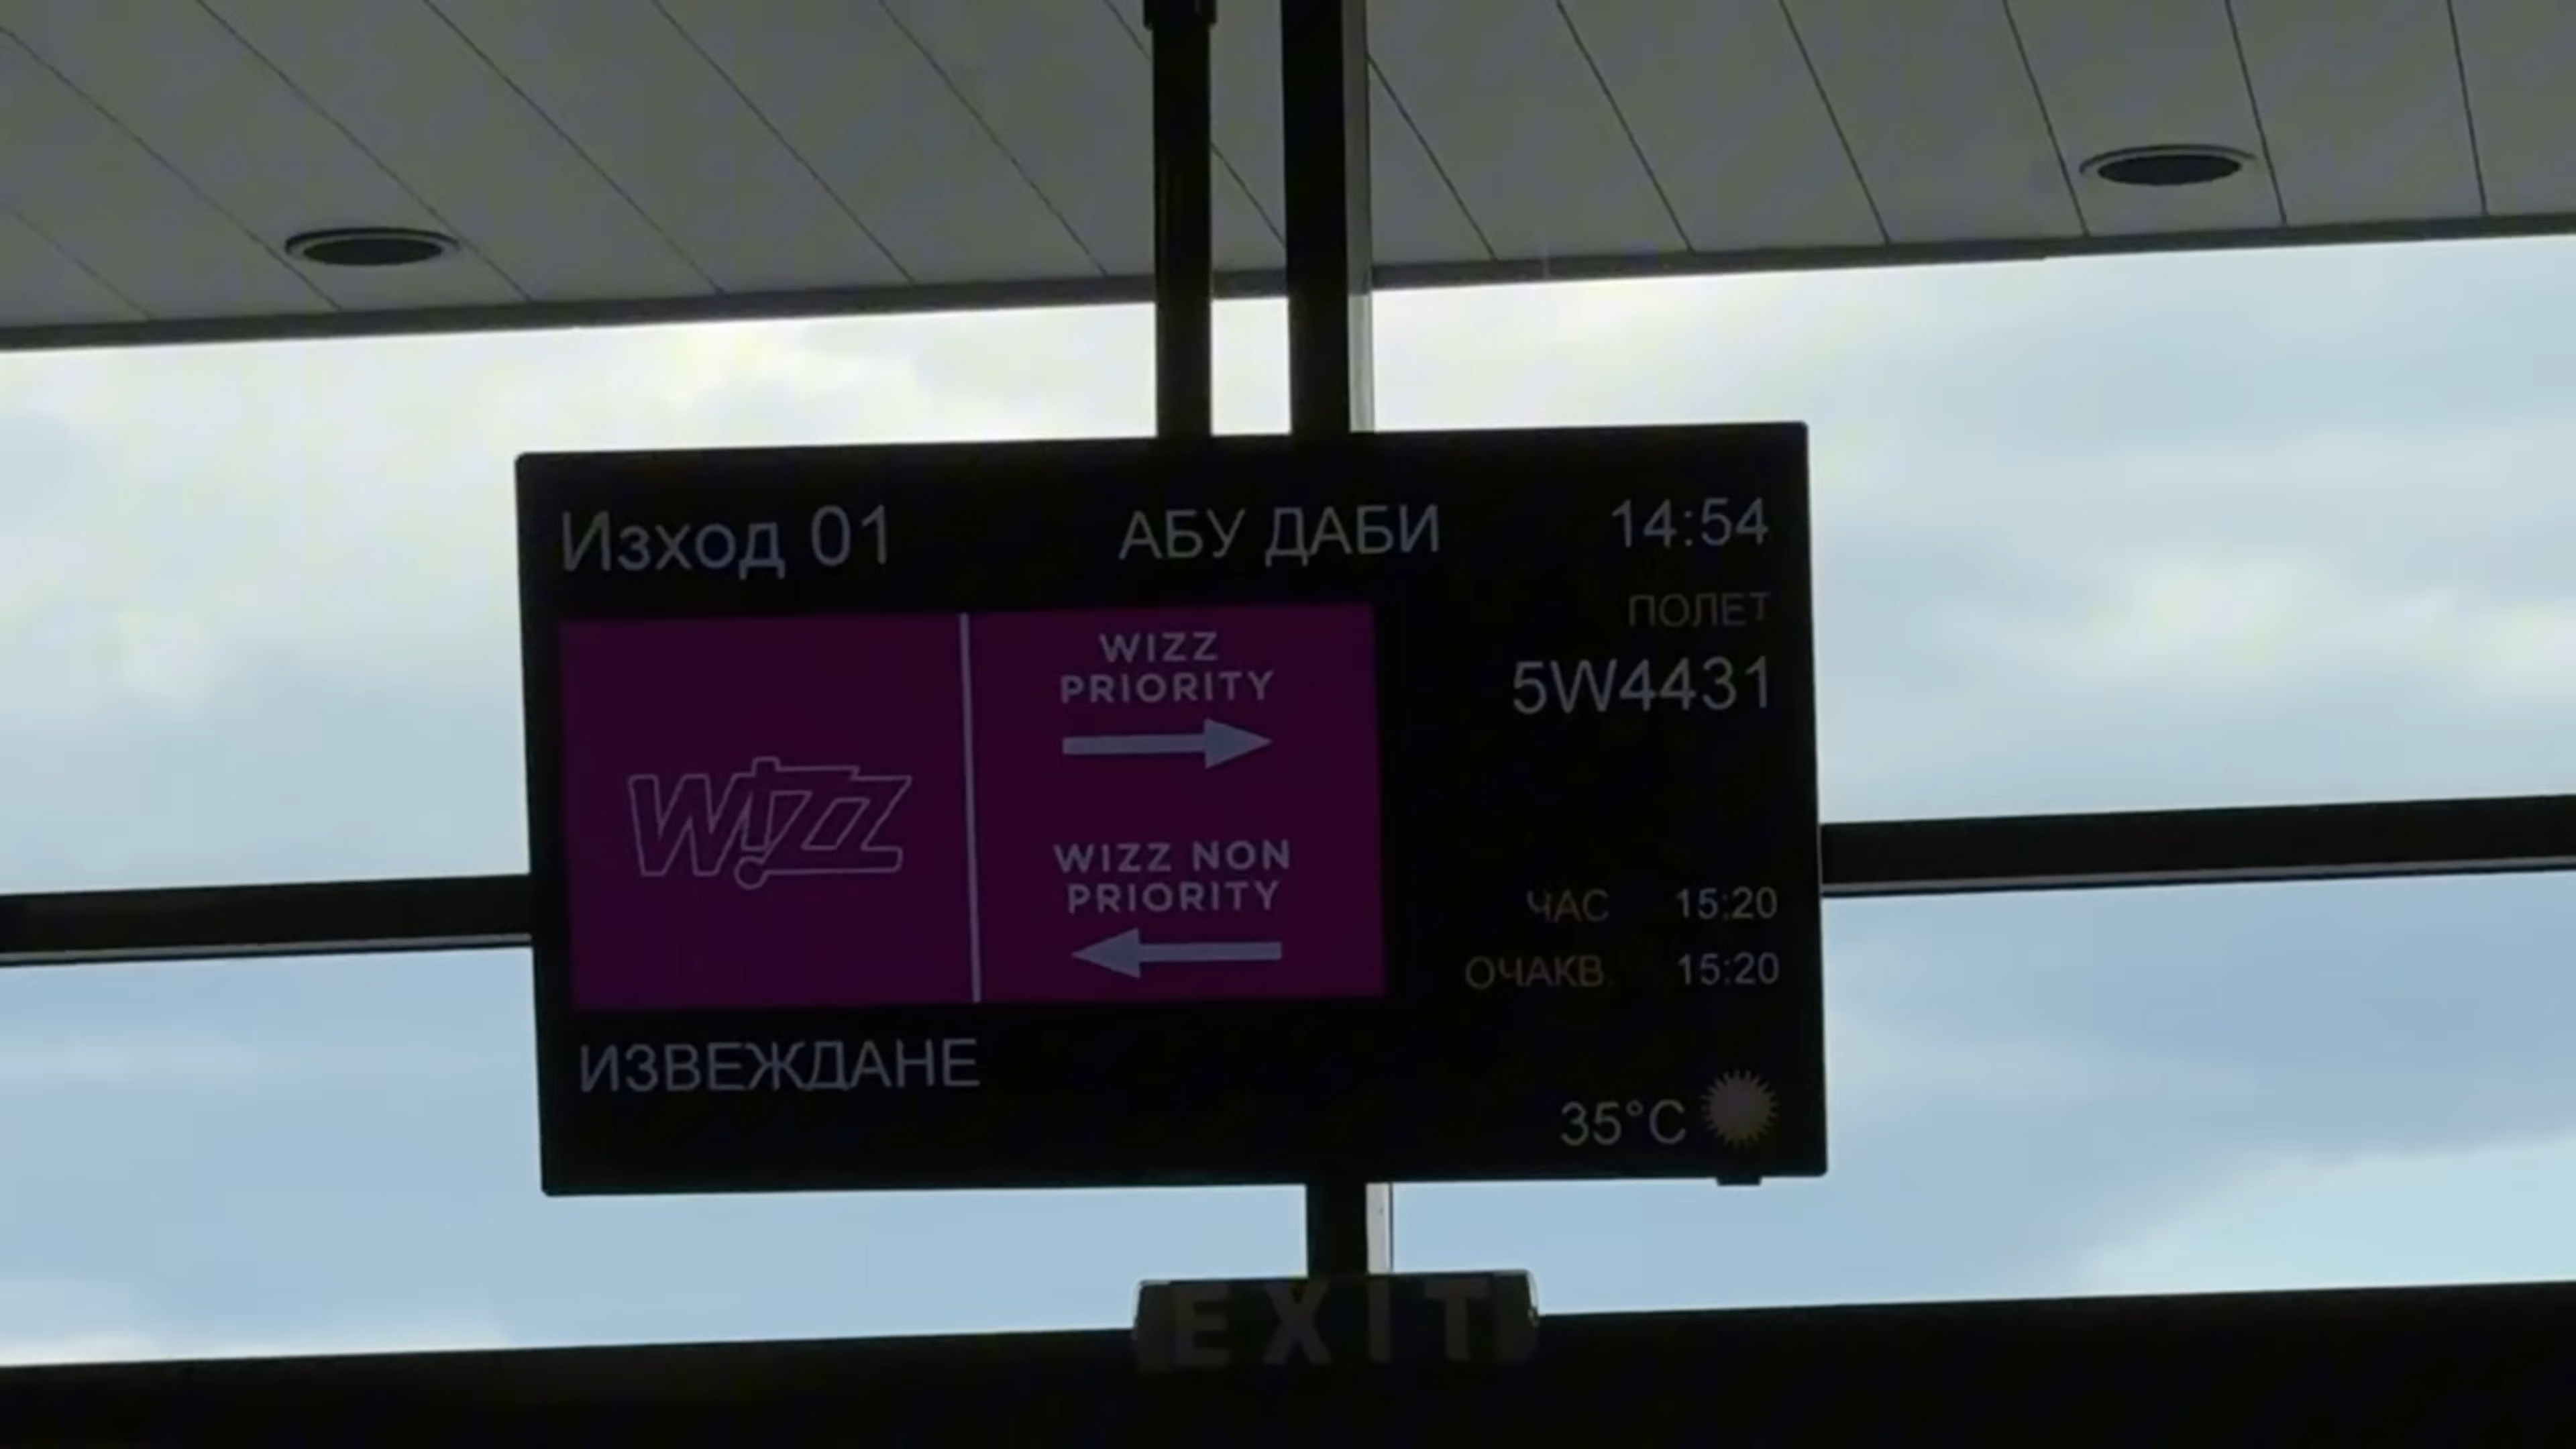 Изход 01 АБУ ДАБИ 14:54
ПОЛЕТ
5W4431
WIZZ
PRIORITY
WIZZ
WIZZ NON
PRIORITY
ЧАС 15:20
ОЧАКВ. 15:20
ИЗВЕЖДАНЕ
35°C
EXIT